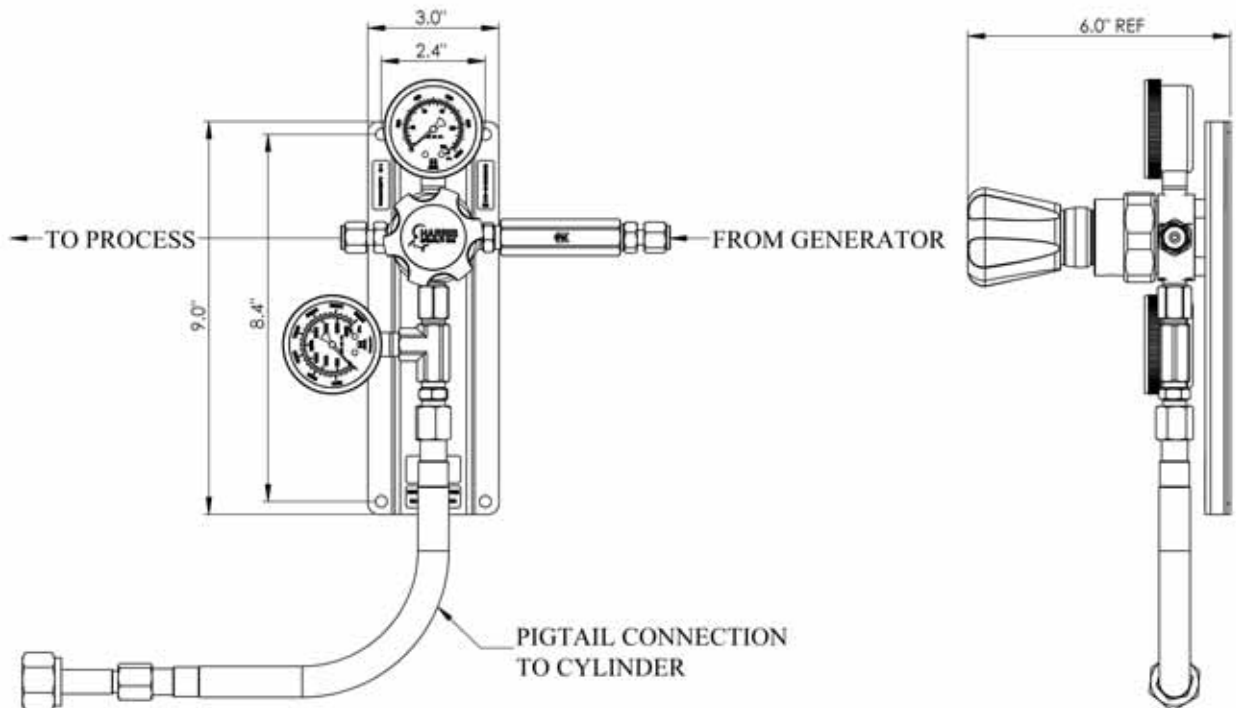 3.0"
2.4"
6.0" REF
9.0"
8.4"
TO PROCESS
HARRIS
FROM GENERATOR
PIGTAIL CONNECTION
TO CYLINDER